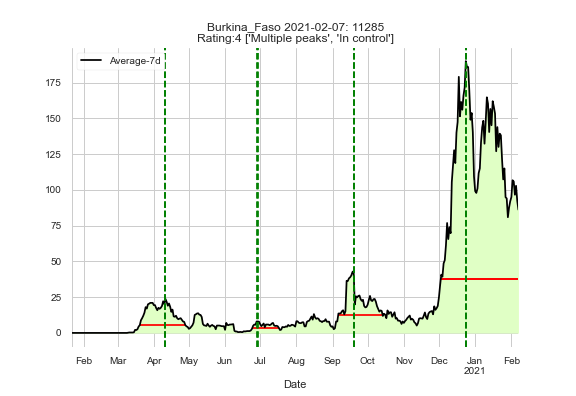 Burkina_Faso 2021-02-07: 11285
Rating:4 ['Multiple peaks', 'In control']
Average-7d
175
150
125
100
75
50
25
0
Feb Mar Apr May Jun Jul Aug Sep Oct Nov Dec Jan Feb
2021
Date